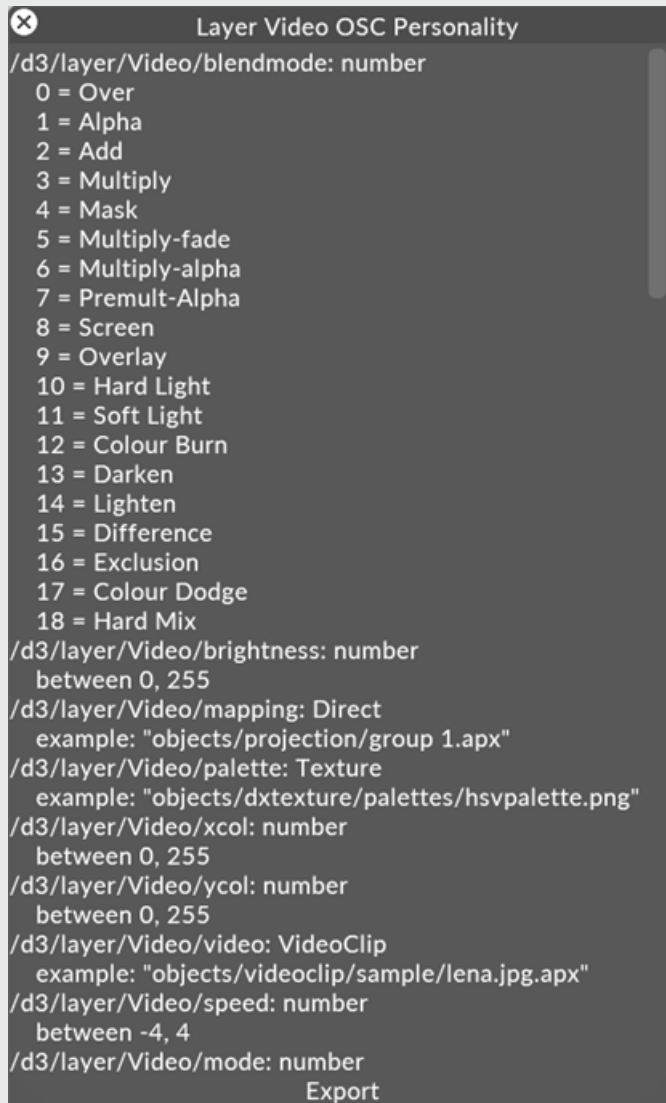 Layer Video OSC Personality
/d3/layer/Video/blendmode: number
0 = Over
1 = Alpha
2 = Add
3 = Multiply
4 = Mask
5 = Multiply-fade
6 = Multiply-alpha
7 = Premult-Alpha
8 = Screen
9 = Overlay
10 = Hard Light
11 = Soft Light
12 = Colour Burn
13 = Darken
14 = Lighten
15 = Difference
16 = Exclusion
17 = Colour Dodge
18 = Hard Mix
/d3/layer/Video/brightness: number
between 0, 255
/d3/layer/Video/mapping: Direct
example: "objects/projection/group 1.apx"
/d3/layer/Video/palette: Texture
example: "objects/dxtexture/palettes/hsvpalette.png"
/d3/layer/Video/xcol: number
between 0, 255
/d3/layer/Video/ycol: number
between 0, 255
/d3/layer/Video/video: VideoClip
example: "objects/videoclip/sample/lena.jpg.apx"
/d3/layer/Video/speed: number
between -4, 4
/d3/layer/Video/mode: number
Export